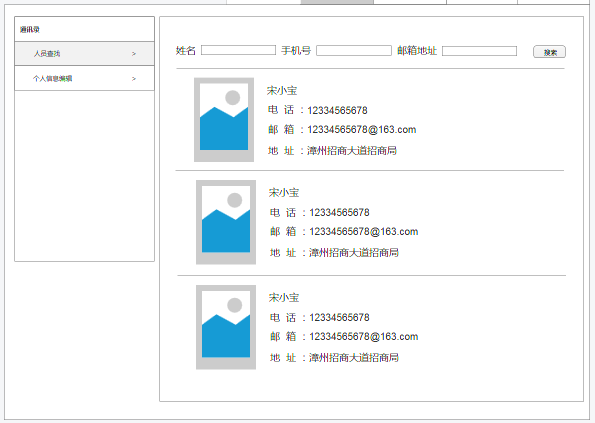 通讯录
人员查找 >
个人信息编辑 >
姓名 手机号 邮箱地址 搜索
宋小宝
电 话 ：12334565678
邮 箱 ：12334565678@163.com
地 址 ：漳州招商大道招商局
宋小宝
电 话 ：12334565678
邮 箱 ：12334565678@163.com
地 址 ：漳州招商大道招商局
宋小宝
电 话 ：12334565678
邮 箱 ：12334565678@163.com
地 址 ：漳州招商大道招商局